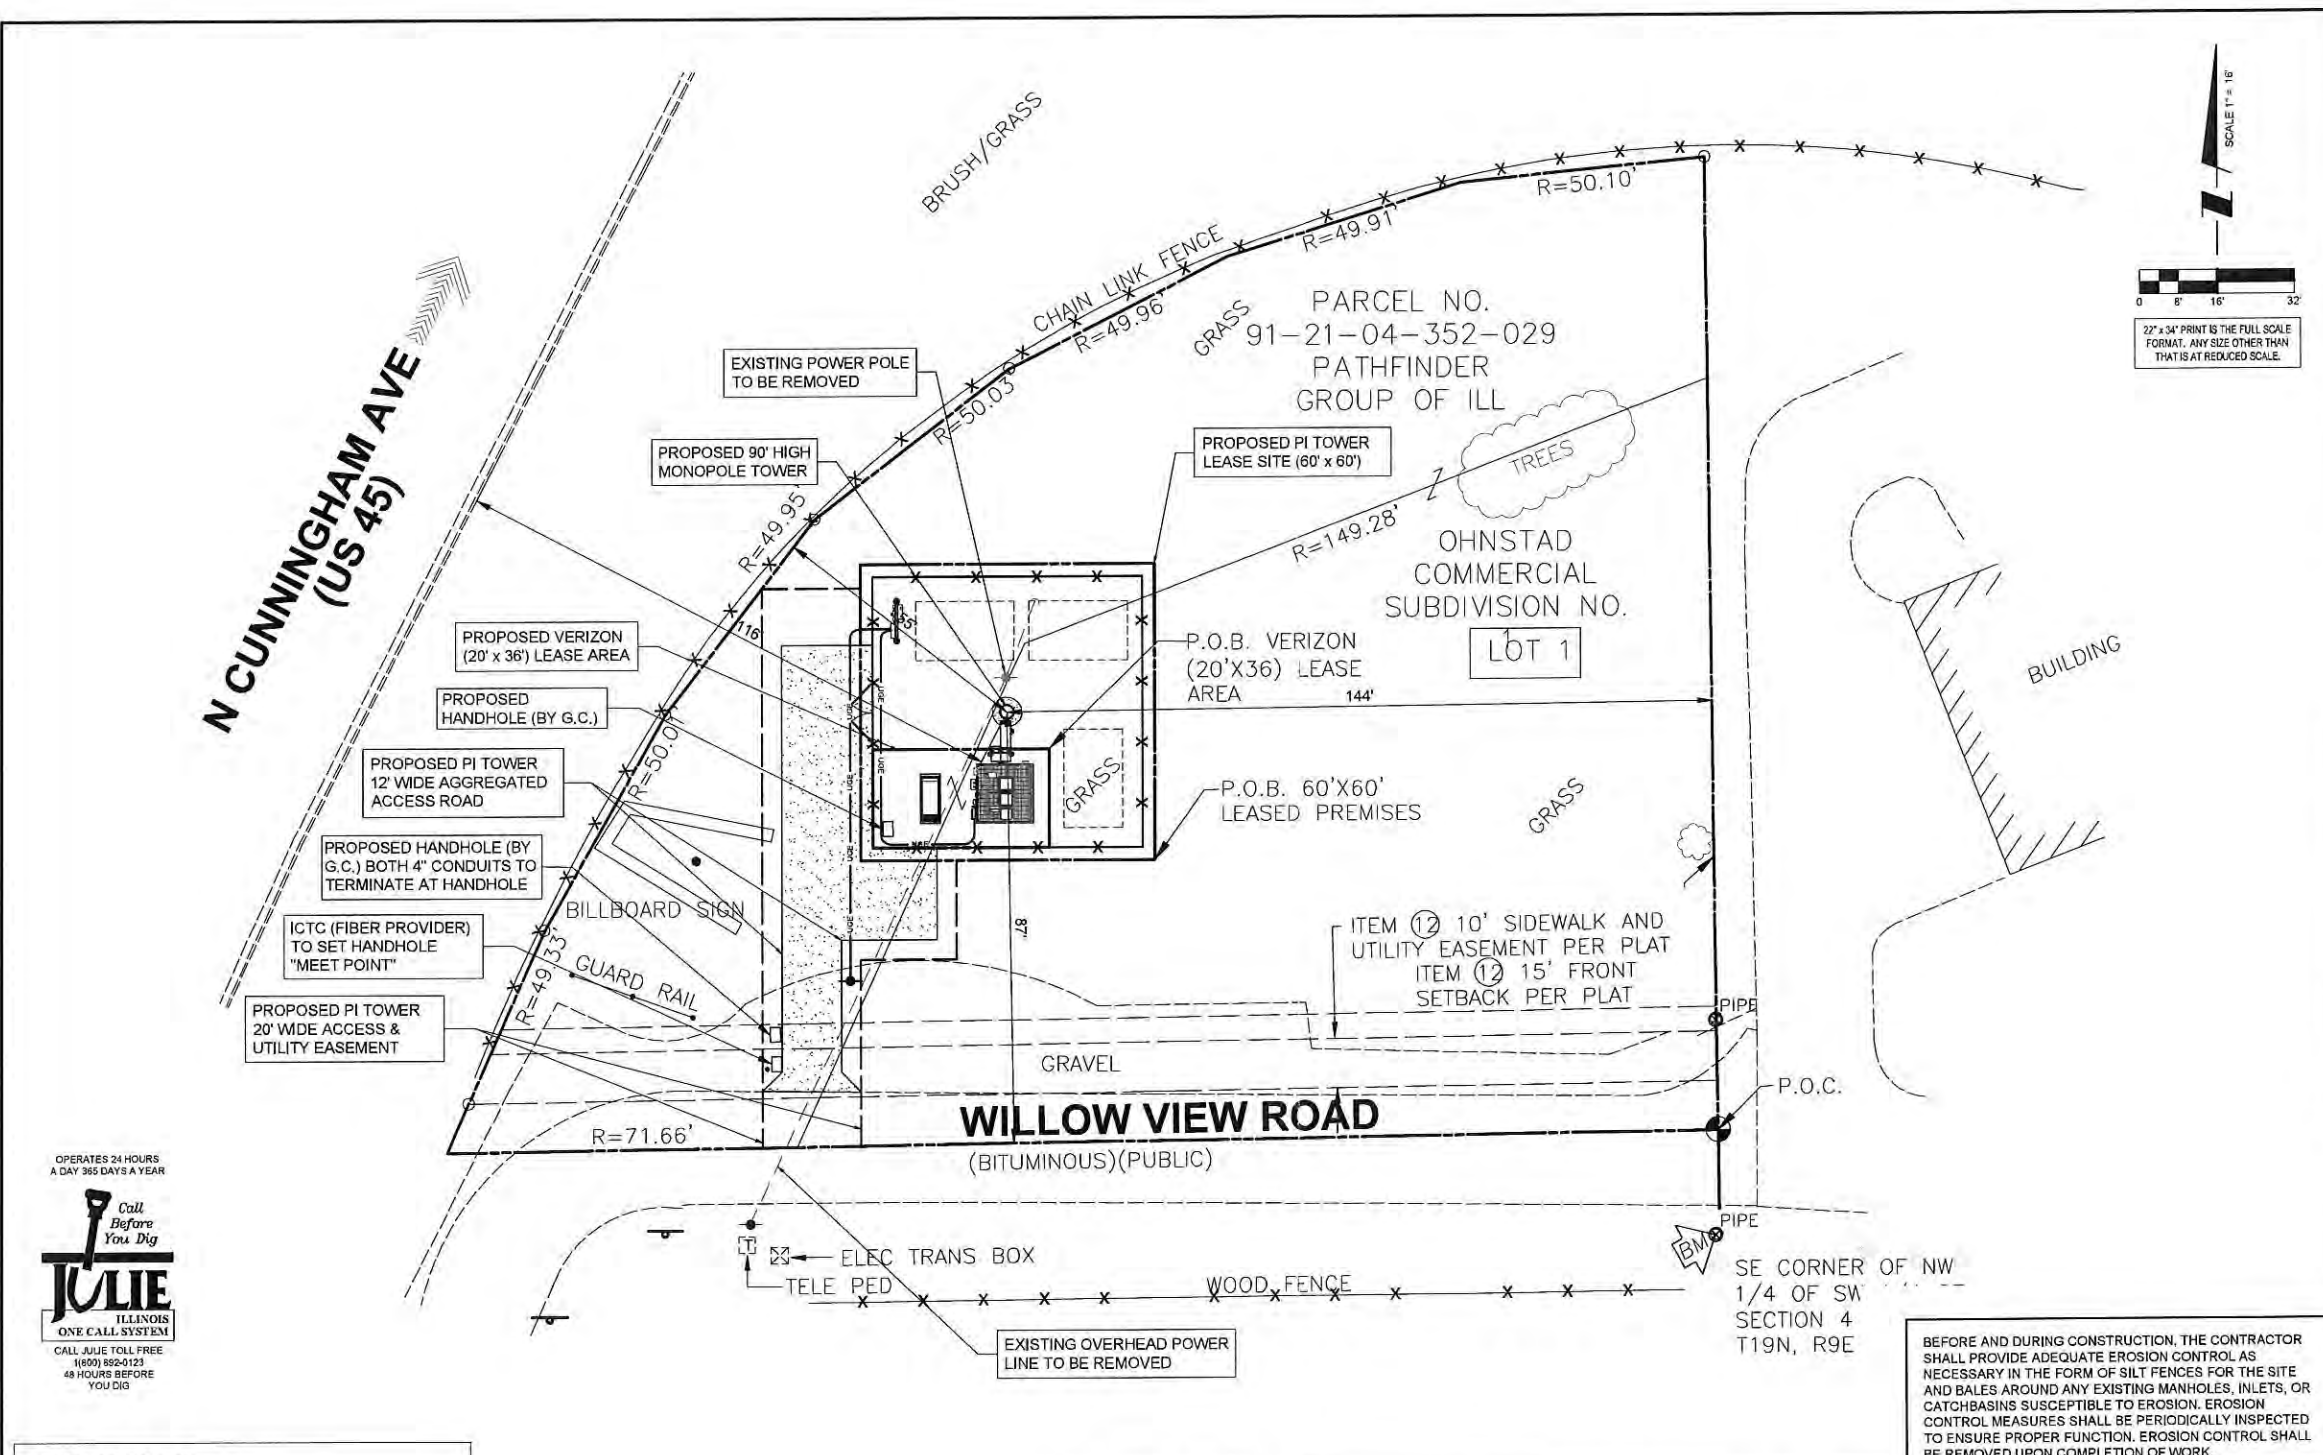 BRUSH/GRASS
SCALE 1" = 16'
0 8' 16' 32'
22" x 34" PRINT IS THE FULL SCALE
FORMAT. ANY SIZE OTHER THAN
THAT IS AT REDUCED SCALE.
N CUNNINGHAM AVE
(US 45)
R=50.10'
R=49.91'
CHAIN LINK FENCE
R=49.96'
GRASS
PARCEL NO.
91-21-04-352-029
PATHFINDER
GROUP OF ILL
EXISTING POWER POLE
TO BE REMOVED
R=50.03'
PROPOSED 90' HIGH
MONOPOLE TOWER
PROPOSED PI TOWER
LEASE SITE (60' x 60')
TREES
R=49.95'
R=149.28'
OHNSTAD
COMMERCIAL
SUBDIVISION NO.
1
LOT 1
116'
55'
PROPOSED VERIZON
(20' x 36') LEASE AREA
P.O.B. VERIZON
(20'X36) LEASE
AREA
144'
BUILDING
PROPOSED
HANDHOLE (BY G.C.)
R=50.01'
PROPOSED PI TOWER
12' WIDE AGGREGATED
ACCESS ROAD
UGE
UGE
UGE
UGE
UGE
UGE
GRASS
P.O.B. 60'X60'
LEASED PREMISES
GRASS
PROPOSED HANDHOLE (BY
G.C.) BOTH 4" CONDUITS TO
TERMINATE AT HANDHOLE
BILLBOARD SIGN
87'
ICTC (FIBER PROVIDER)
TO SET HANDHOLE
"MEET POINT"
R=49.33'
GUARD RAIL
ITEM 12 10' SIDEWALK AND
UTILITY EASEMENT PER PLAT
ITEM 12 15' FRONT
SETBACK PER PLAT
PIPE
PROPOSED PI TOWER
20' WIDE ACCESS &
UTILITY EASEMENT
GRAVEL
P.O.C.
WILLOW VIEW ROAD
R=71.66'
(BITUMINOUS)(PUBLIC)
OPERATES 24 HOURS
A DAY 365 DAYS A YEAR
Call
Before
You Dig
JULIE
ILLINOIS
ONE CALL SYSTEM
CALL JULIE TOLL FREE
1(800) 892-0123
48 HOURS BEFORE
YOU DIG
T
ELEC TRANS BOX
TELE PED
WOOD FENCE
PIPE
BM
SE CORNER OF NW
1/4 OF SW
SECTION 4
T19N, R9E
EXISTING OVERHEAD POWER
LINE TO BE REMOVED
BEFORE AND DURING CONSTRUCTION, THE CONTRACTOR
SHALL PROVIDE ADEQUATE EROSION CONTROL AS
NECESSARY IN THE FORM OF SILT FENCES FOR THE SITE
AND BALES AROUND ANY EXISTING MANHOLES, INLETS, OR
CATCHBASINS SUSCEPTIBLE TO EROSION. EROSION
CONTROL MEASURES SHALL BE PERIODICALLY INSPECTED
TO ENSURE PROPER FUNCTION. EROSION CONTROL SHALL
BE REMOVED UPON COMPLETION OF WORK